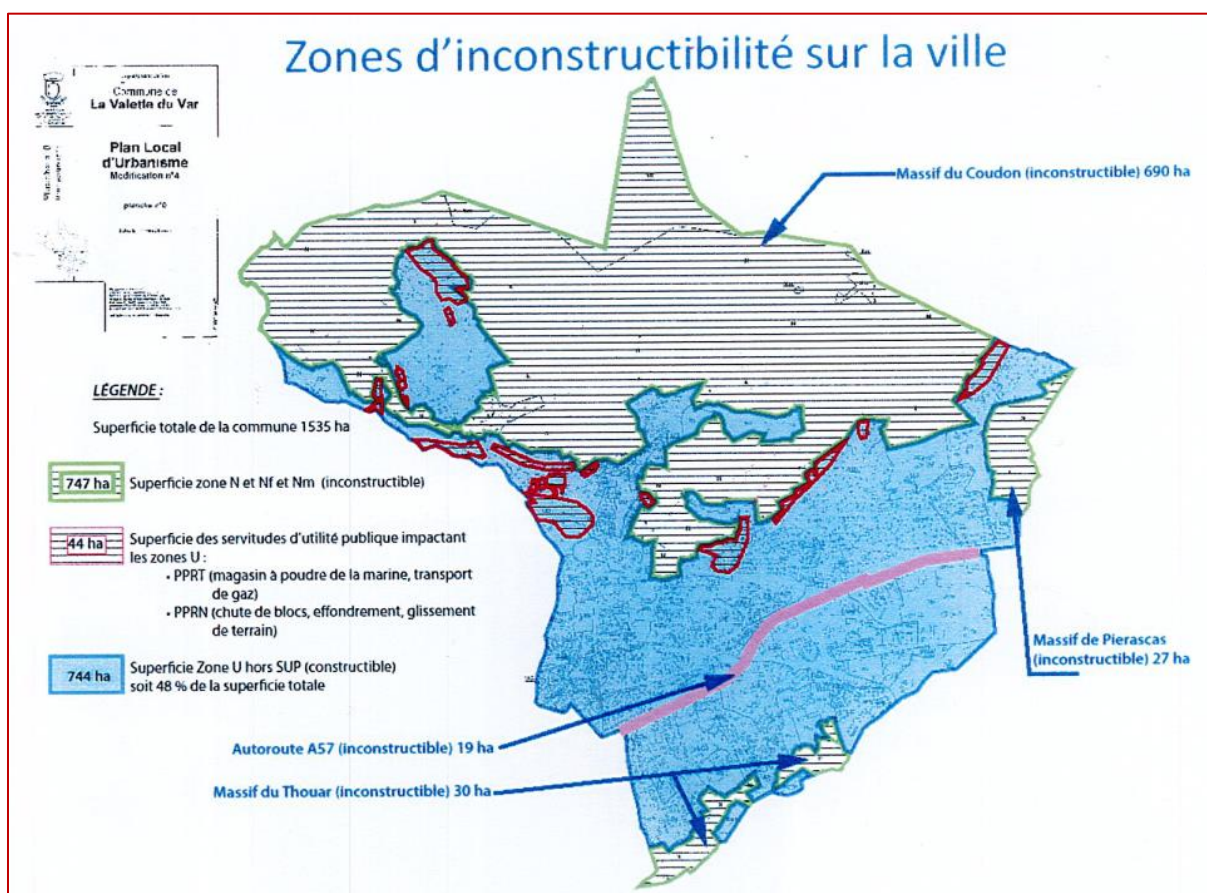 Zones d'inconstructibilité sur la ville
Commune de
La Valette du Var
Plan Local
d'Urbanisme
Modification n°4
planche n°0
Massif du Coudon (inconstructible) 690 ha
LÉGENDE :
Superficie totale de la commune 1535 ha
747 ha
Superficie zone N et Nf et Nm (inconstructible)
44 ha
Superficie des servitudes d'utilité publique impactant
les zones U :
• PPRT (magasin à poudre de la marine, transport
de gaz)
• PPRN (chute de blocs, effondrement, glissement
de terrain)
744 ha
Superficie Zone U hors SUP (constructible)
soit 48 % de la superficie totale
Massif de Pierascas
(inconstructible) 27 ha
Autoroute A57 (inconstructible) 19 ha
Massif du Thouar (inconstructible) 30 ha